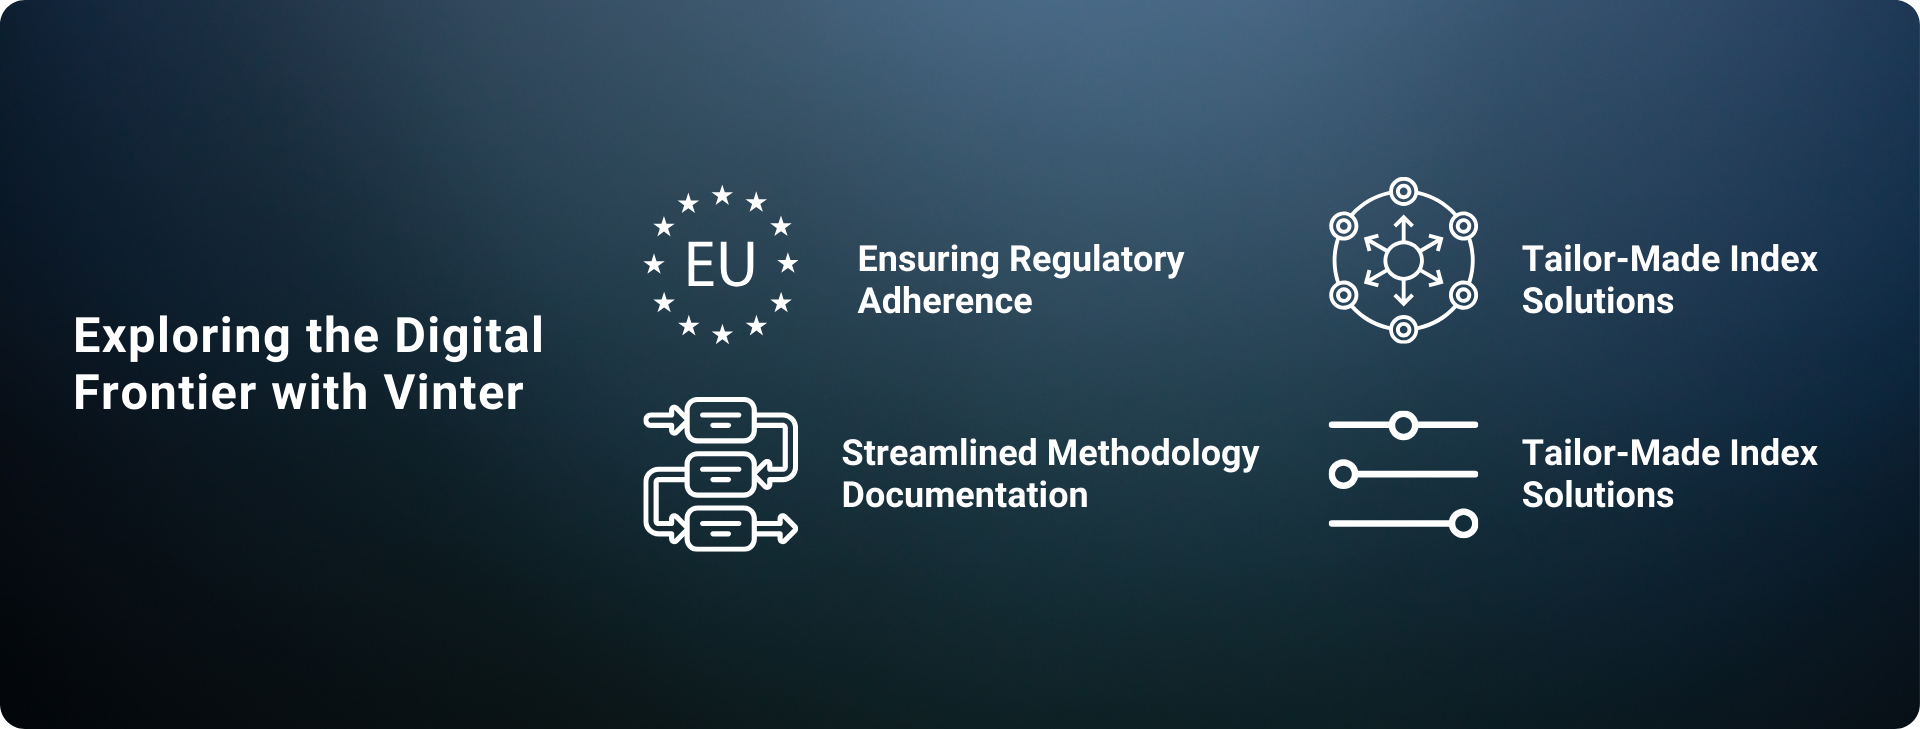 Exploring the Digital
Frontier with Vinter
EU
Ensuring Regulatory
Adherence
Tailor-Made Index
Solutions
Streamlined Methodology
Documentation
Tailor-Made Index
Solutions